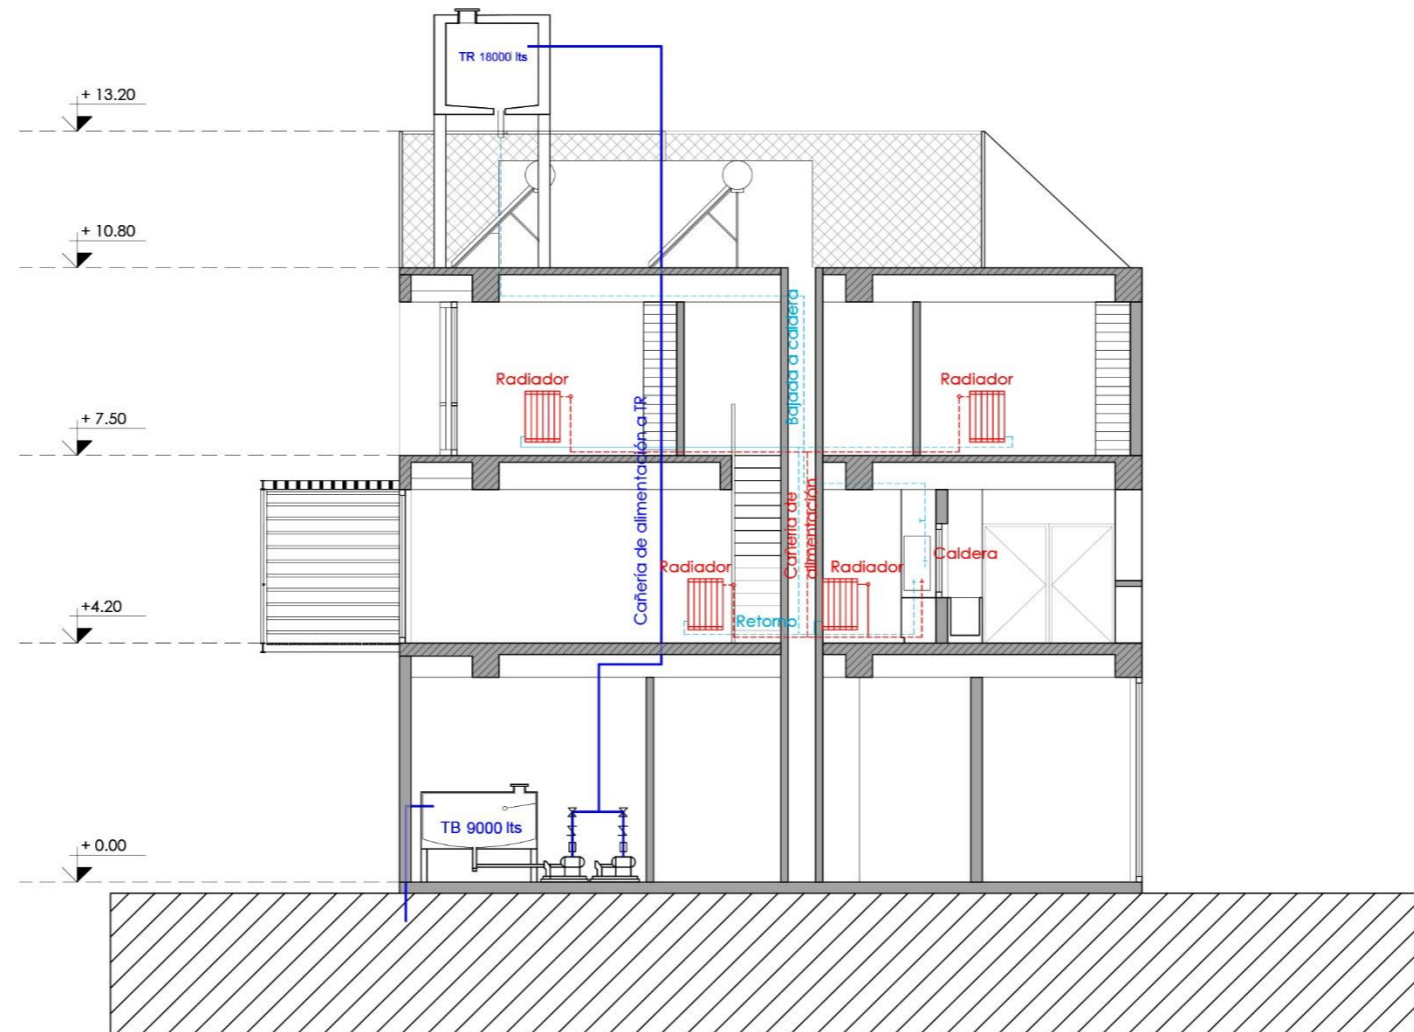 TR 18000 lts
+ 13.20
+ 10.80
Bajada a caldera
Radiador
Radiador
Cañería de alimentación a TR
+ 7.50
Cañería de
alimentación
Caldera
Radiador
Radiador
+4.20
Retorno
TB 9000 lts
+ 0.00